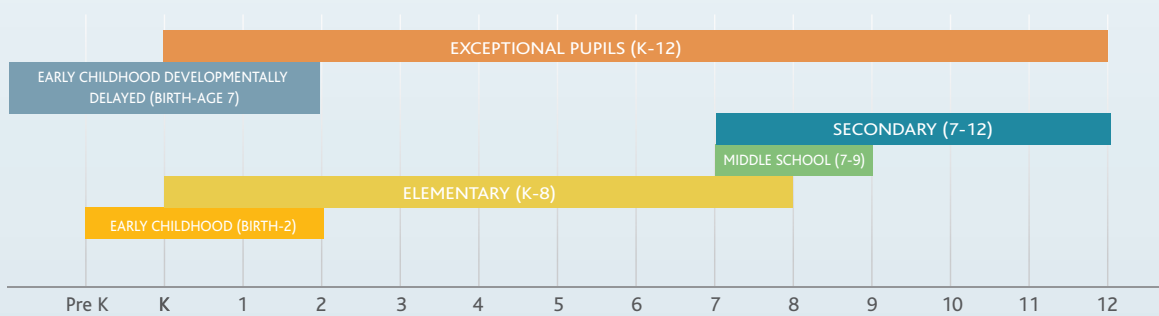 EXCEPTIONAL PUPILS (K-12)
EARLY CHILDHOOD DEVELOPMENTALLY
DELAYED (BIRTH-AGE 7)
SECONDARY (7-12)
MIDDLE SCHOOL (7-9)
ELEMENTARY (K-8)
EARLY CHILDHOOD (BIRTH-2)
Pre K K 1 2 3 4 5 6 7 8 9 10 11 12